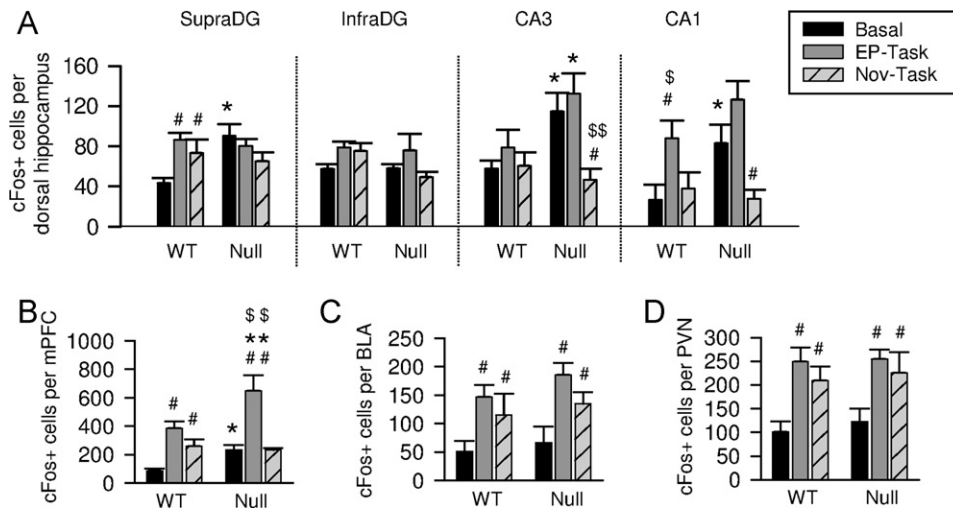 A
SupraDG
InfraDG
CA3
CA1
Basal
EP-Task
Nov-Task
cFos+ cells per
dorsal hippocampus
160
120
80
40
0
# #
*
* *
$$
#
$
#
*
#
WT Null WT Null WT Null WT Null
B
cFos+ cells per mPFC
1000
800
600
400
200
0
# #
*
$ $
**
# #
WT Null
C
cFos+ cells per BLA
250
200
150
100
50
0
# #
# #
WT Null
D
cFos+ cells per PVN
300
250
200
150
100
50
0
# #
# #
WT Null